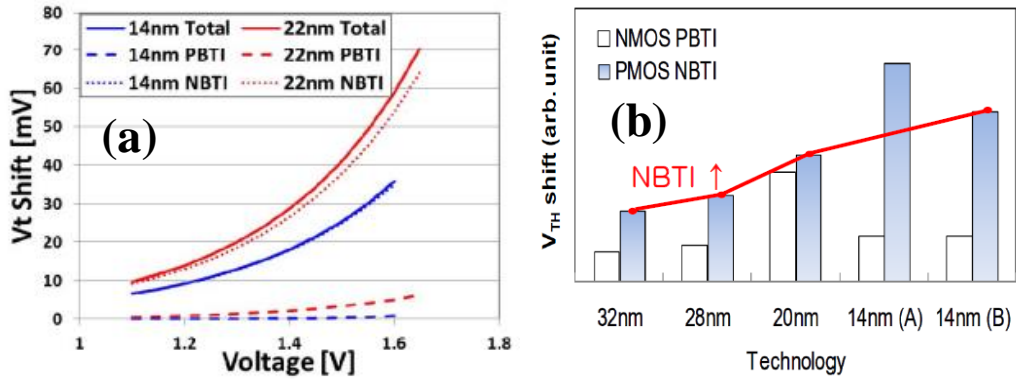 80
70
60
50
40
30
20
10
0
Vt Shift [mV]
14nm Total
22nm Total
14nm PBTI
22nm PBTI
14nm NBTI
22nm NBTI
(a)
1
1.2
1.4
1.6
1.8
Voltage [V]
V_TH shift (arb. unit)
NMOS PBTI
PMOS NBTI
(b)
NBTI ↑
32nm
28nm
20nm
14nm (A)
14nm (B)
Technology